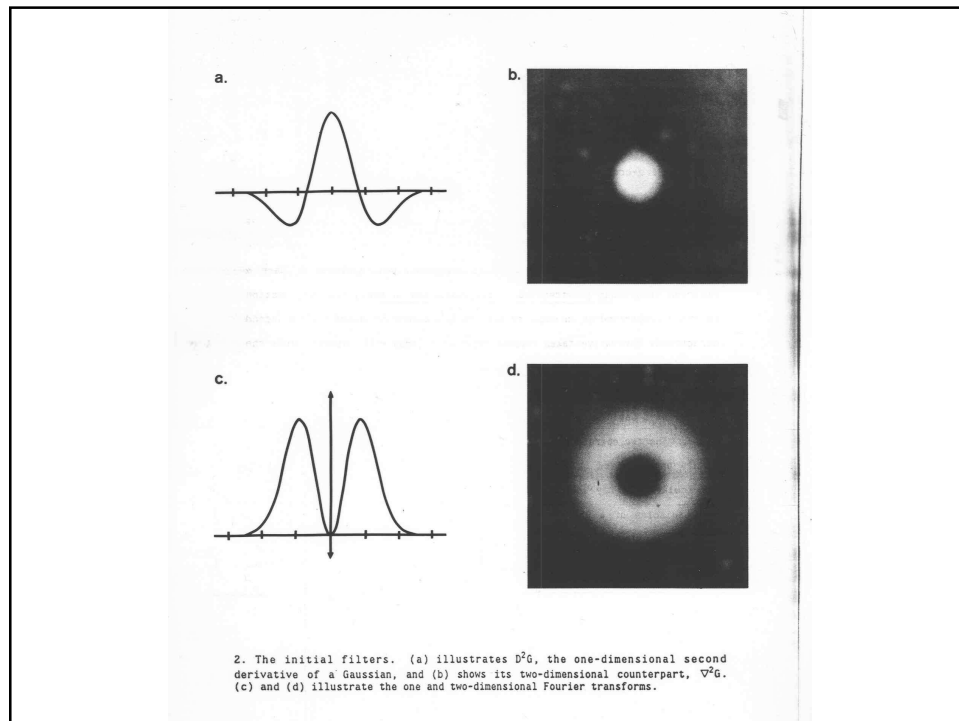 a.
b.
c.
d.
2. The initial filters. (a) illustrates D²G, the one-dimensional second
derivative of a Gaussian, and (b) shows its two-dimensional counterpart, ∇²G.
(c) and (d) illustrate the one and two-dimensional Fourier transforms.